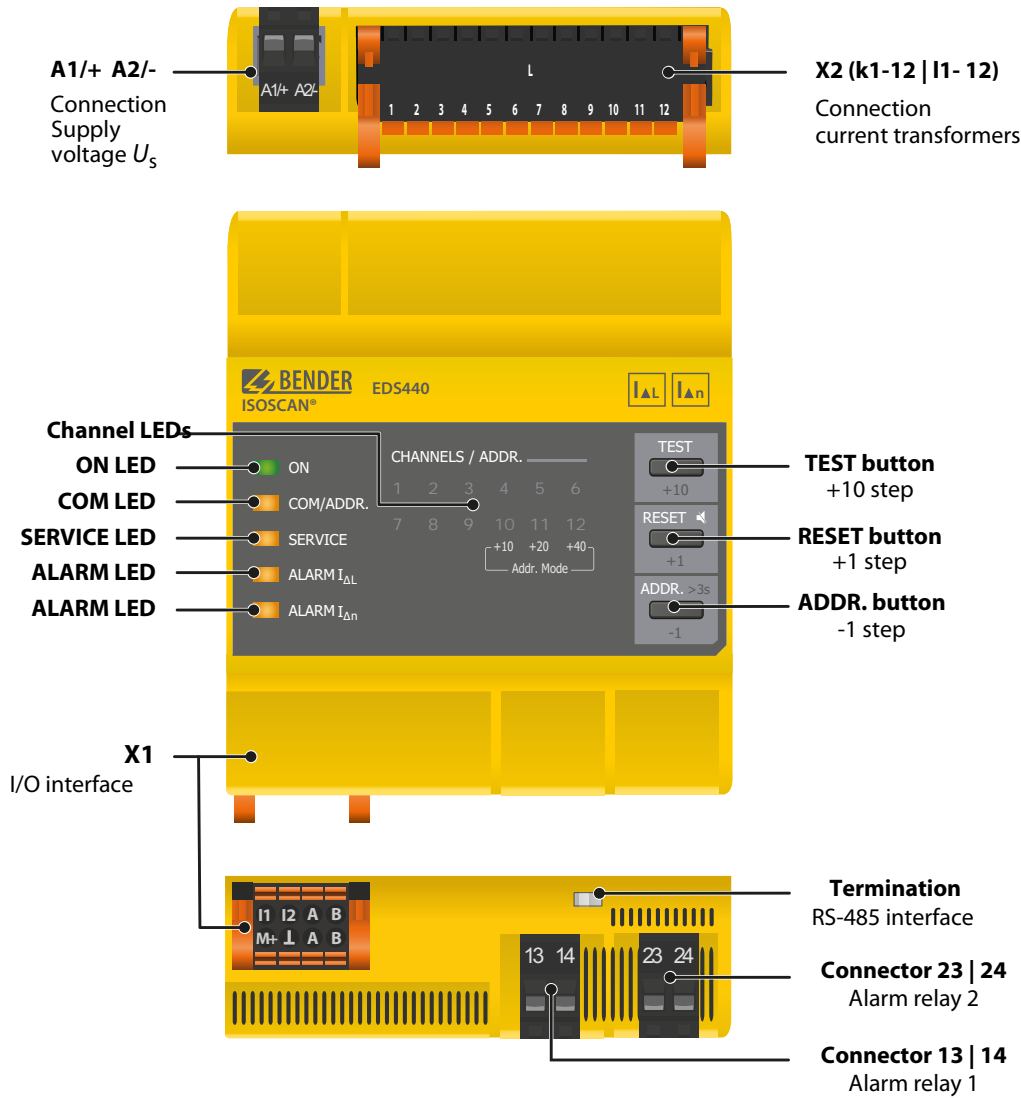 A1/+ A2/-
Connection
Supply
voltage Us
A1/+ A2/-
L
1 2 3 4 5 6 7 8 9 10 11 12
X2 (k1-12 | l1- 12)
Connection
current transformers
BENDER
ISOSCAN®
EDS440
I▲L I▲n
Channel LEDs
ON LED
COM LED
SERVICE LED
ALARM LED
ALARM LED
ON
COM/ADDR.
SERVICE
ALARM IΔL
ALARM IΔn
CHANNELS / ADDR.
1 2 3 4 5 6
7 8 9 10 11 12
+10 +20 +40
Addr. Mode
TEST
+10
RESET
+1
ADDR. >3s
-1
TEST button
+10 step
RESET button
+1 step
ADDR. button
-1 step
X1
I/O interface
I1 I2 A B
M+ ⊥ A B
13 14
23 24
Termination
RS-485 interface
Connector 23 | 24
Alarm relay 2
Connector 13 | 14
Alarm relay 1